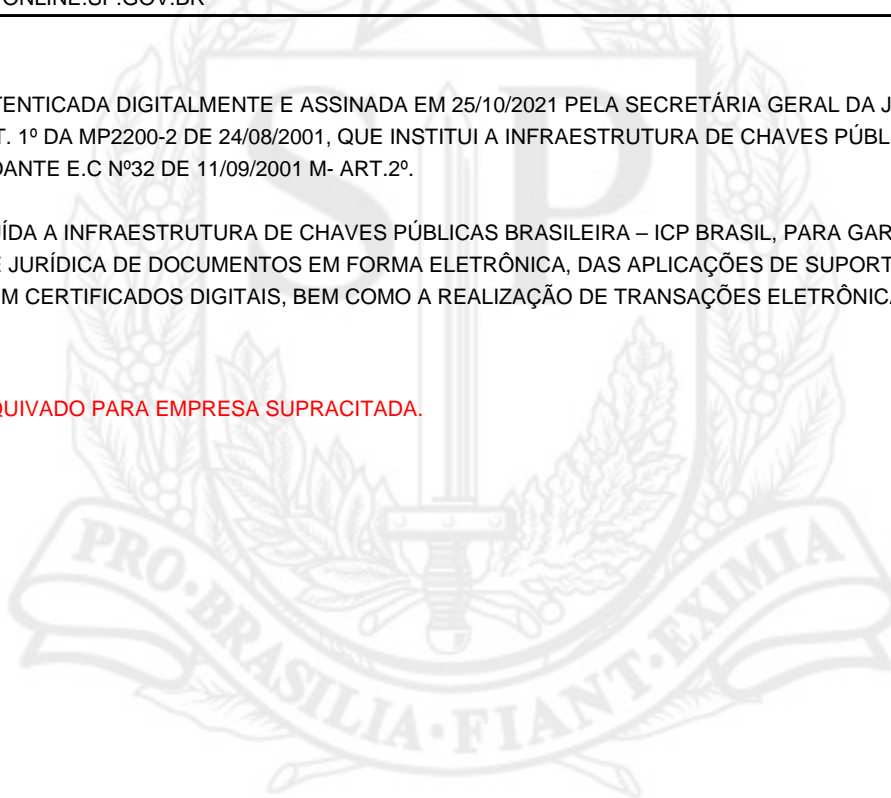 ONLINE.SP.GOV.BR
TENTICADA DIGITALMENTE E ASSINADA EM 25/10/2021 PELA SECRETÁRIA GERAL DA J
T. 1º DA MP2200-2 DE 24/08/2001, QUE INSTITUI A INFRAESTRUTURA DE CHAVES PÚBL
DANTE E.C Nº32 DE 11/09/2001 M- ART.2º.
ÍDA A INFRAESTRUTURA DE CHAVES PÚBLICAS BRASILEIRA – ICP BRASIL, PARA GAR
E JURÍDICA DE DOCUMENTOS EM FORMA ELETRÔNICA, DAS APLICAÇÕES DE SUPORT
M CERTIFICADOS DIGITAIS, BEM COMO A REALIZAÇÃO DE TRANSAÇÕES ELETRÔNICA
QUIVADO PARA EMPRESA SUPRACITADA.
SP
PRO·BRASILIA·FIANT·EXIMIA